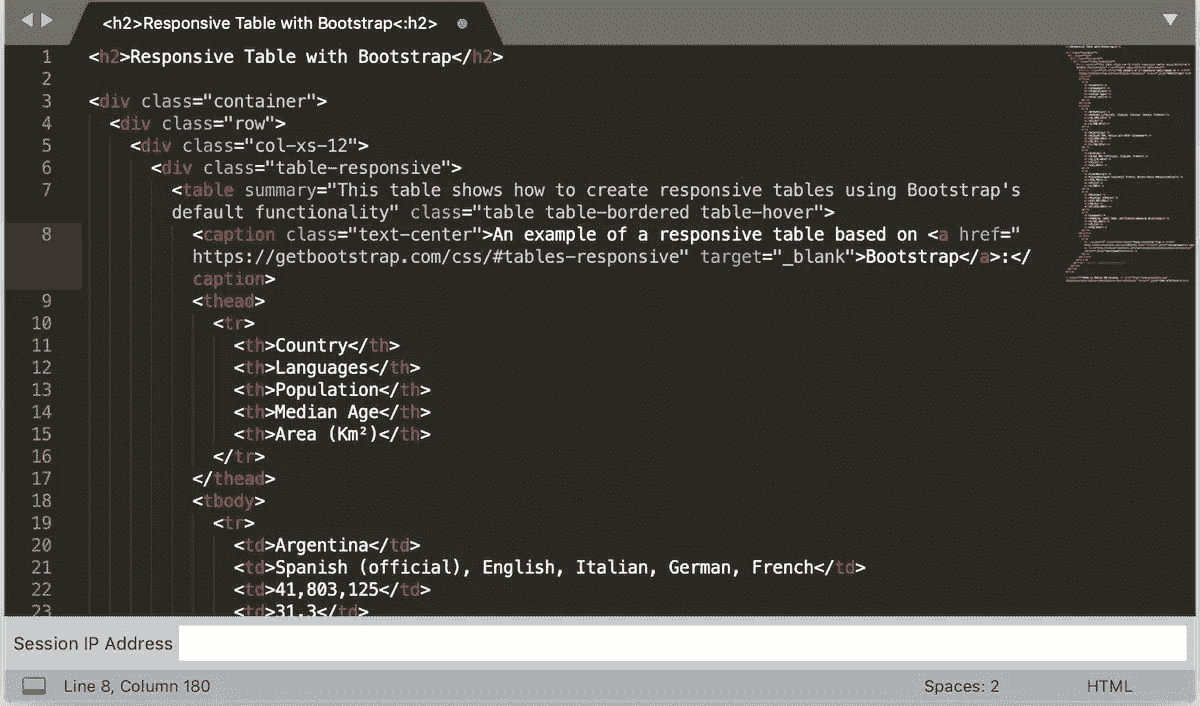 <h2>Responsive Table with Bootstrap<:h2>
1 <h2>Responsive Table with Bootstrap</h2>
2
3 <div class="container">
4 <div class="row">
5 <div class="col-xs-12">
6 <div class="table-responsive">
7 <table summary="This table shows how to create responsive tables using Bootstrap's
default functionality" class="table table-bordered table-hover">
8 <caption class="text-center">An example of a responsive table based on <a href="
https://getbootstrap.com/css/#tables-responsive" target="_blank">Bootstrap</a>:</
caption>
9 <thead>
10 <tr>
11 <th>Country</th>
12 <th>Languages</th>
13 <th>Population</th>
14 <th>Median Age</th>
15 <th>Area (Km²)</th>
16 </tr>
17 </thead>
18 <tbody>
19 <tr>
20 <td>Argentina</td>
21 <td>Spanish (official), English, Italian, German, French</td>
22 <td>41,803,125</td>
23 <td>31.3</td>
Session IP Address
Line 8, Column 180 Spaces: 2 HTML